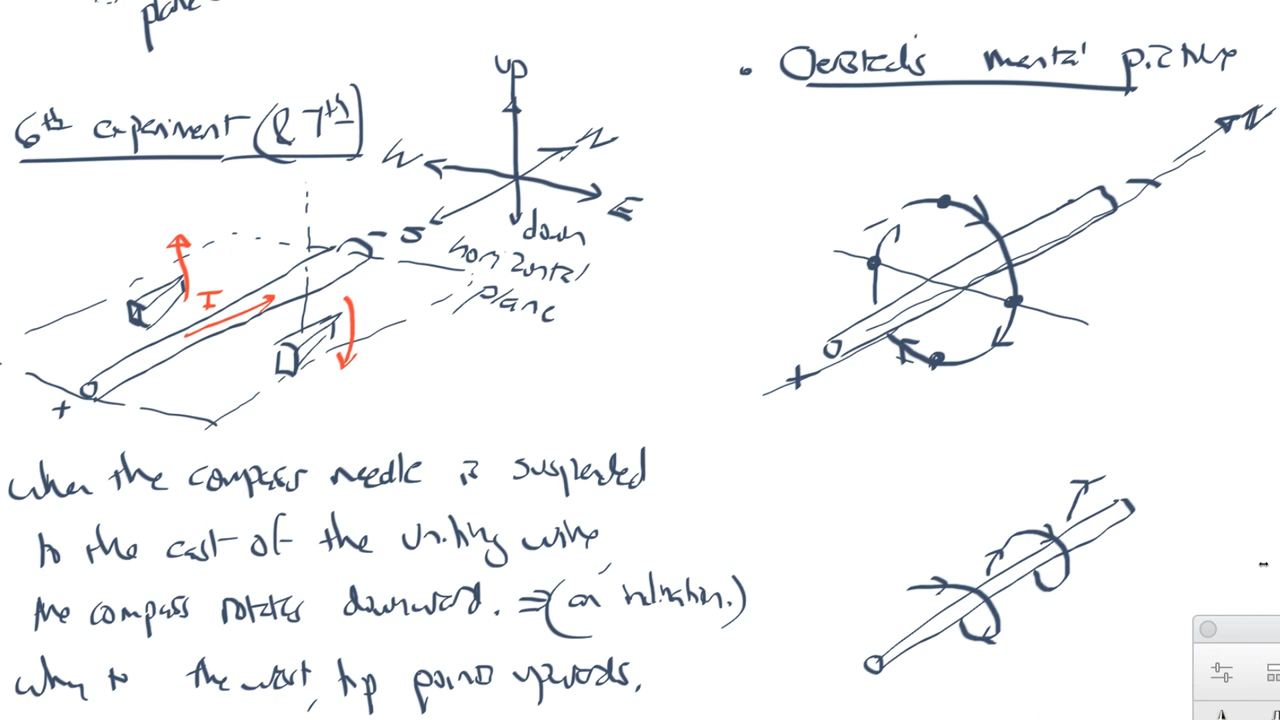 plane
6th experiment (& 7th)
up
W
N
S
E
down
horizontal
plane
I
+
-
when the compass needle is suspended
to the east of the uniting wire
the compass rotates downward. ⇒ (an inclination.)
when to the west, tip points upwards.
• Oersted's mental picture
N
-
+
I